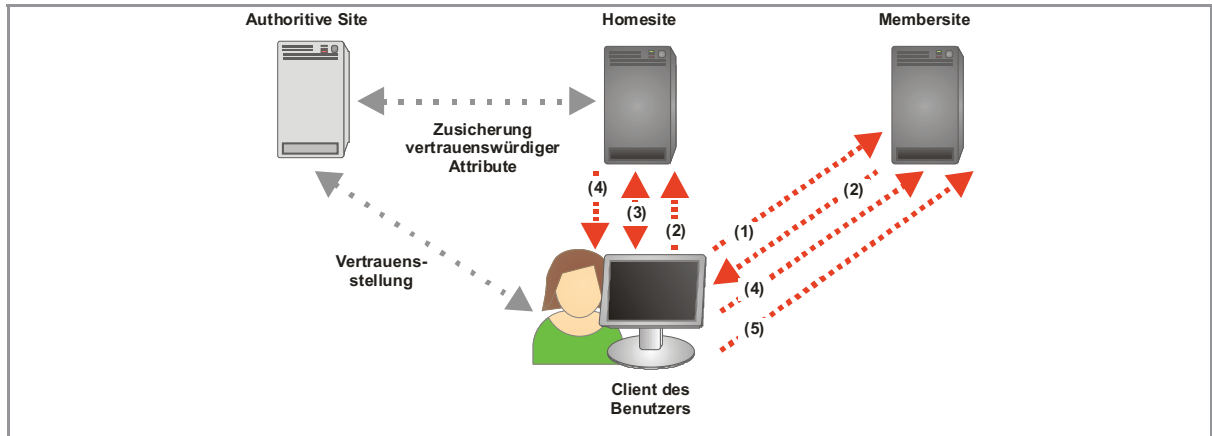 Authoritive Site
Homesite
Membersite
Zusicherung
vertrauenswürdiger
Attribute
(4)
(3)
(2)
(1)
(2)
(4)
(5)
Vertrauens-
stellung
Client des
Benutzers